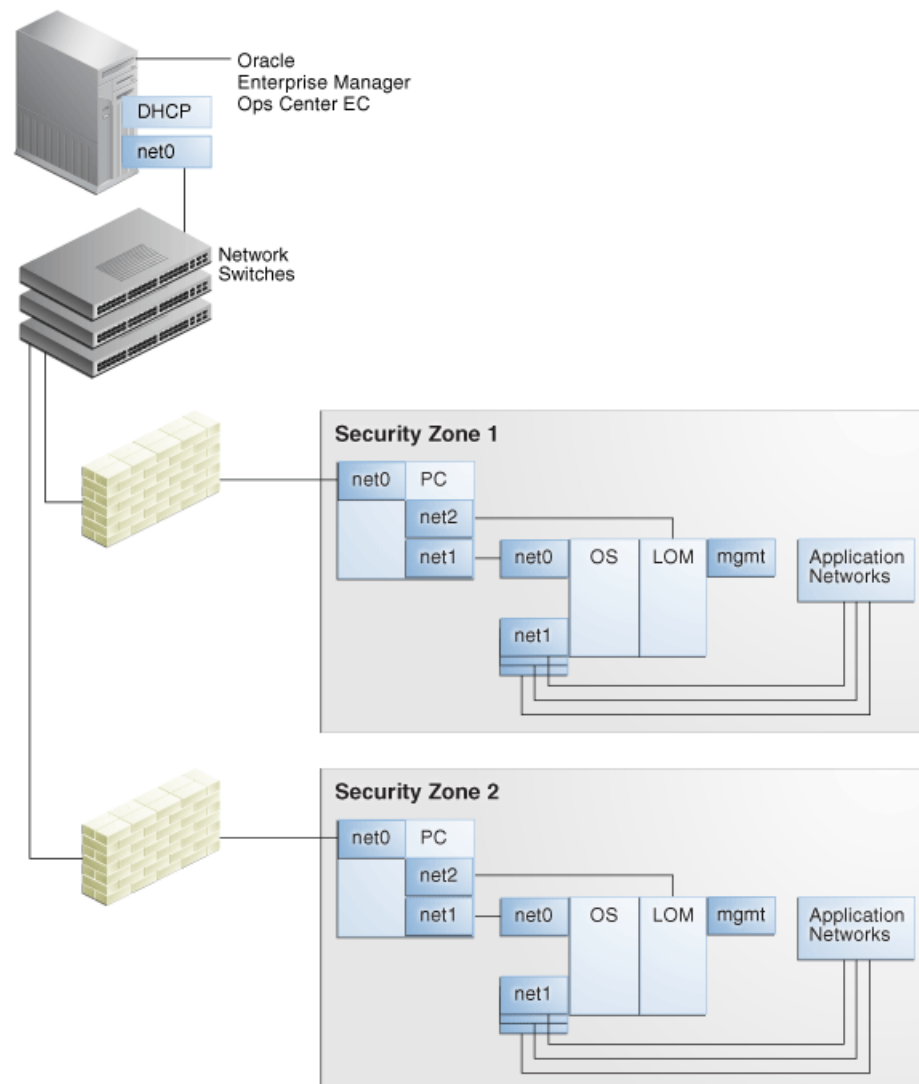 Oracle
Enterprise Manager
Ops Center EC
DHCP
net0
Network
Switches
Security Zone 1
net0
PC
net2
net1
net0
OS
LOM
mgmt
Application
Networks
net1
Security Zone 2
net0
PC
net2
net1
net0
OS
LOM
mgmt
Application
Networks
net1